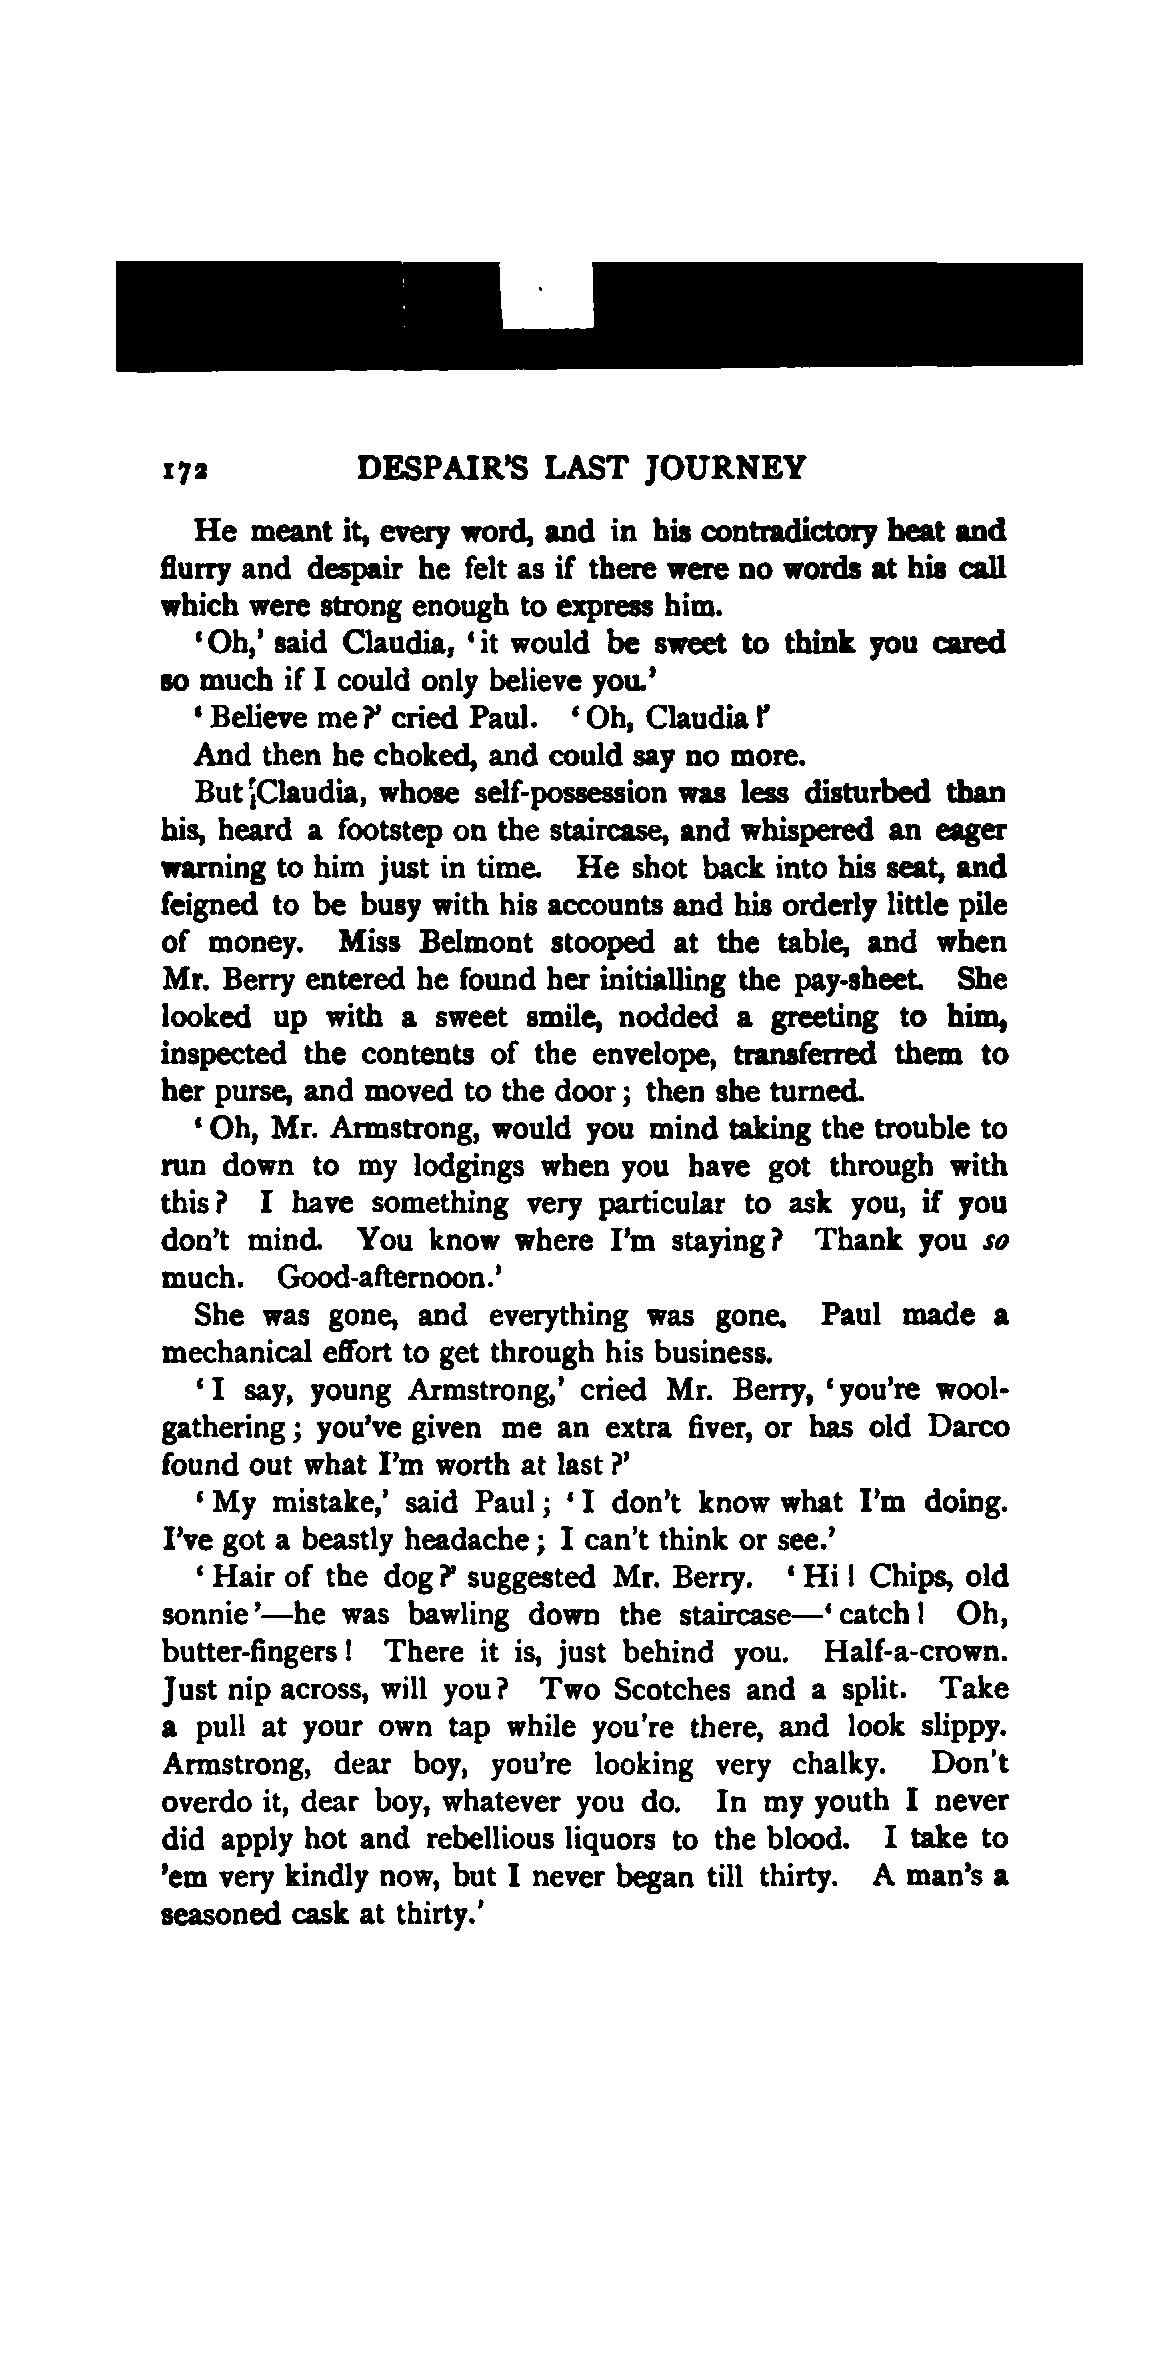 172 DESPAIR'S LAST JOURNEY
He meant it, every word, and in his contradictory heat and
flurry and despair he felt as if there were no words at his call
which were strong enough to express him.
'Oh,' said Claudia, 'it would be sweet to think you cared
so much if I could only believe you.'
'Believe me?' cried Paul. 'Oh, Claudia!'
And then he choked, and could say no more.
But Claudia, whose self-possession was less disturbed than
his, heard a footstep on the staircase, and whispered an eager
warning to him just in time. He shot back into his seat, and
feigned to be busy with his accounts and his orderly little pile
of money. Miss Belmont stooped at the table, and when
Mr. Berry entered he found her initialling the pay-sheet. She
looked up with a sweet smile, nodded a greeting to him,
inspected the contents of the envelope, transferred them to
her purse, and moved to the door; then she turned.
'Oh, Mr. Armstrong, would you mind taking the trouble to
run down to my lodgings when you have got through with
this? I have something very particular to ask you, if you
don't mind. You know where I'm staying? Thank you so
much. Good-afternoon.'
She was gone, and everything was gone. Paul made a
mechanical effort to get through his business.
'I say, young Armstrong,' cried Mr. Berry, 'you're wool-
gathering; you've given me an extra fiver, or has old Darco
found out what I'm worth at last?'
'My mistake,' said Paul; 'I don't know what I'm doing.
I've got a beastly headache; I can't think or see.'
'Hair of the dog?' suggested Mr. Berry. 'Hi! Chips, old
sonnie'—he was bawling down the staircase—'catch! Oh,
butter-fingers! There it is, just behind you. Half-a-crown.
Just nip across, will you? Two Scotches and a split. Take
a pull at your own tap while you're there, and look slippy.
Armstrong, dear boy, you're looking very chalky. Don't
overdo it, dear boy, whatever you do. In my youth I never
did apply hot and rebellious liquors to the blood. I take to
'em very kindly now, but I never began till thirty. A man's a
seasoned cask at thirty.'